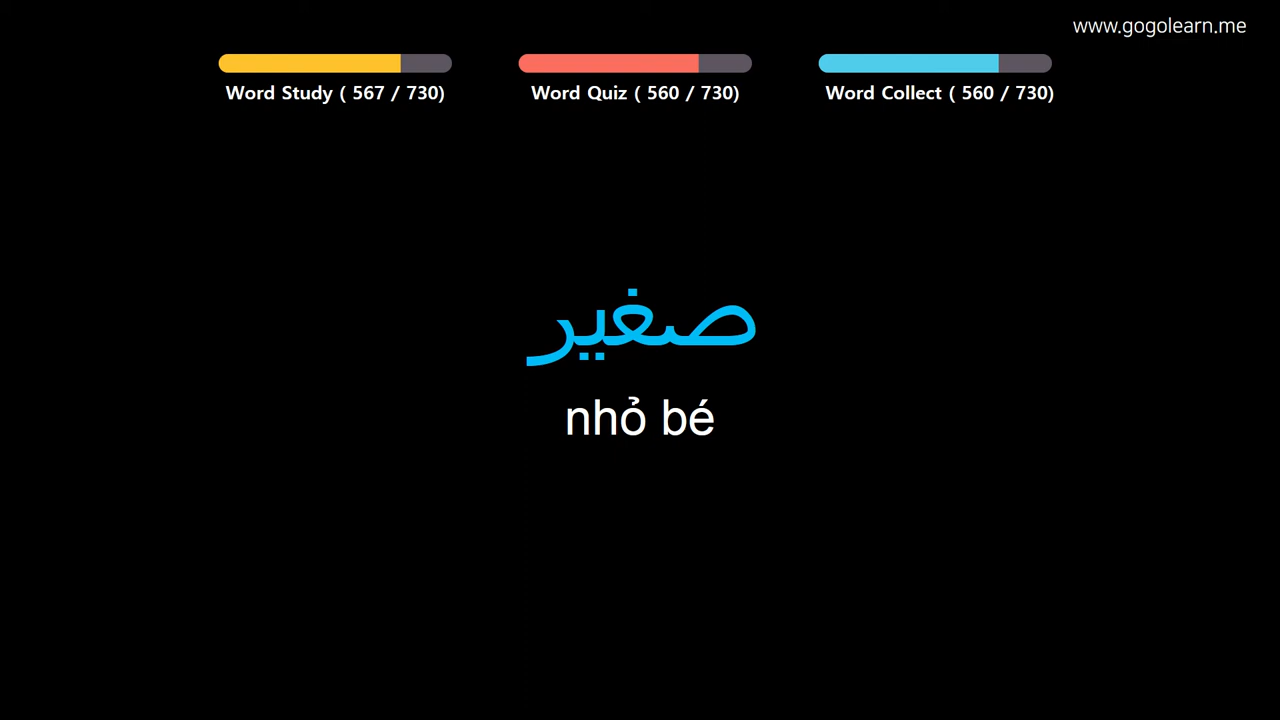 www.gogolearn.me
Word Study ( 567 / 730)
Word Quiz ( 560 / 730)
Word Collect ( 560 / 730)
صغير
nhỏ bé